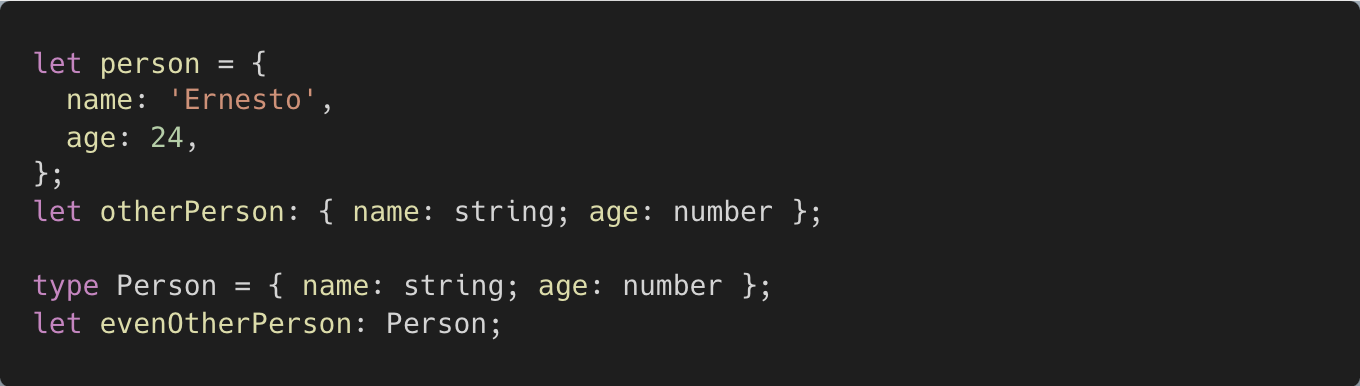 let person = {
  name: 'Ernesto',
  age: 24,
};
let otherPerson: { name: string; age: number };

type Person = { name: string; age: number };
let evenOtherPerson: Person;